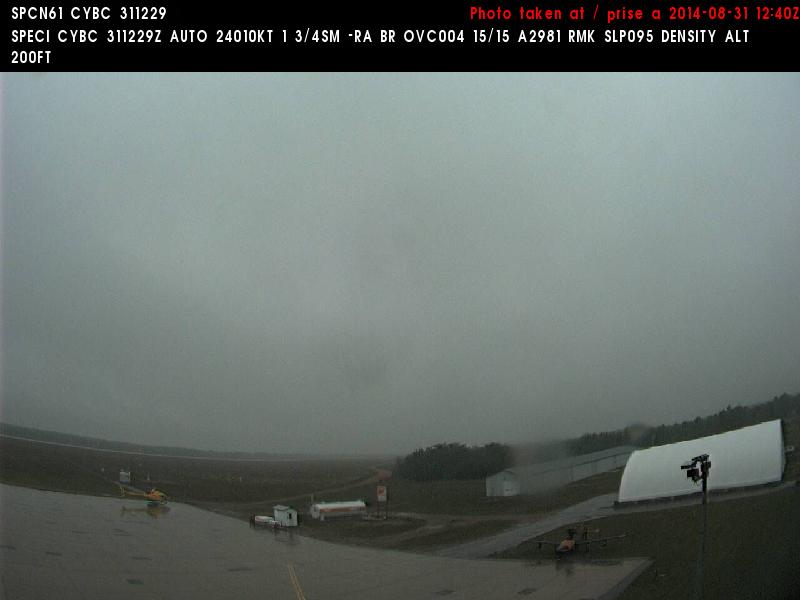 SPCN61 CYBC 311229
Photo taken at / prise a 2014-08-31 12:40Z
SPECI CYBC 311229Z AUTO 24010KT 1 3/4SM -RA BR OVC004 15/15 A2981 RMK SLP095 DENSITY ALT
200FT